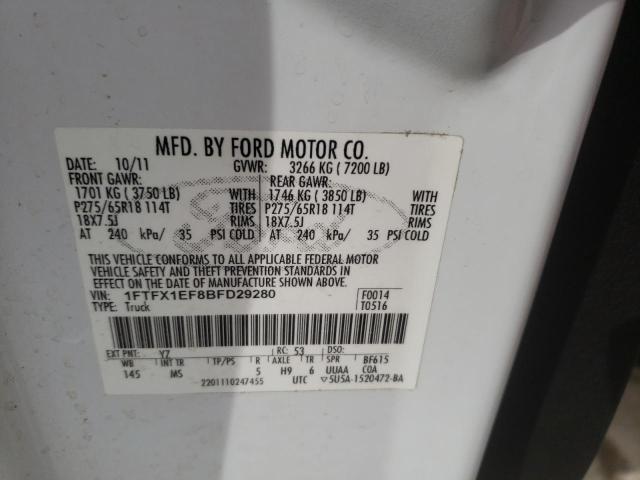 MFD. BY FORD MOTOR CO.
DATE: 10/11 GVWR: 3266 KG ( 7200 LB)
FRONT GAWR: REAR GAWR:
1701 KG ( 3750 LB) WITH 1746 KG ( 3850 LB) WITH
P275/65R18 114T TIRES P275/65R18 114T TIRES
18X7.5J RIMS 18X7.5J RIMS
AT 240 kPa/ 35 PSI COLD AT 240 kPa/ 35 PSI COLD
THIS VEHICLE CONFORMS TO ALL APPLICABLE FEDERAL MOTOR
VEHICLE SAFETY AND THEFT PREVENTION STANDARDS IN
EFFECT ON THE DATE OF MANUFACTURE SHOWN ABOVE.
VIN: 1FTFX1EF8BFD29280 F0014
TYPE: Truck T0516
EXT PNT: Y7 RC: 53 DSO:
WB INT TR TP/PS R AXLE TR SPR BF615
145 MS 5 H9 6 UUAA COA
2201110247455 UTC ▽5U5A-1520472-BA